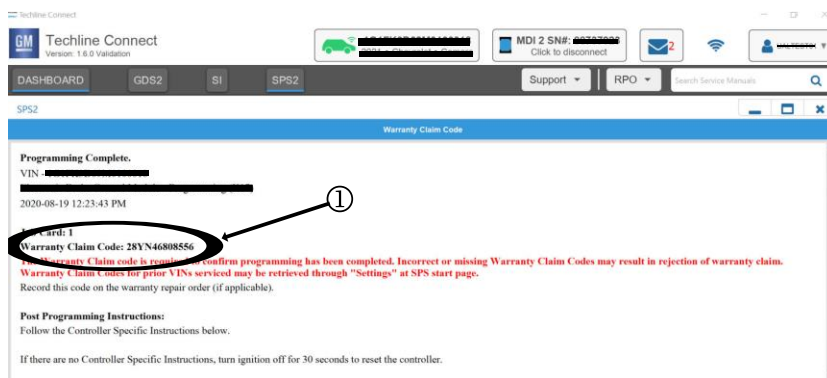 Techline Connect
GM
Techline Connect
Version: 1.6.0 Validation
MDI 2 SN#:
Click to disconnect
2
DASHBOARD GDS2 SI SPS2
Support RPO Search Service Manuals
SPS2
Warranty Claim Code
Programming Complete.
VIN -
2020-08-19 12:23:43 PM
①
Card: 1
Warranty Claim Code: 28YN46808556
The Warranty Claim code is required to confirm programming has been completed. Incorrect or missing Warranty Claim Codes may result in rejection of warranty claim.
Warranty Claim Codes for prior VINs serviced may be retrieved through "Settings" at SPS start page.
Record this code on the warranty repair order (if applicable).
Post Programming Instructions:
Follow the Controller Specific Instructions below.
If there are no Controller Specific Instructions, turn ignition off for 30 seconds to reset the controller.